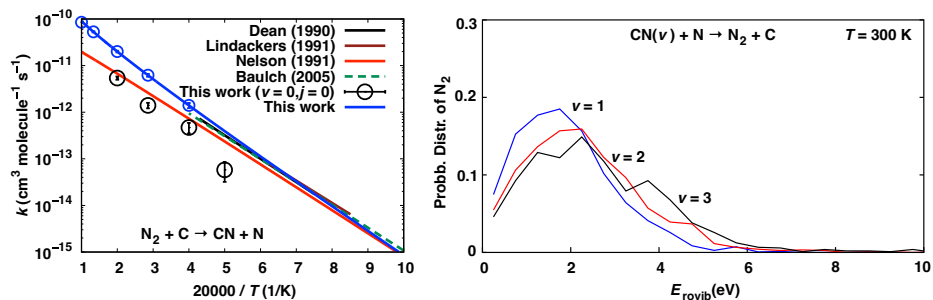 10⁻¹⁰
10⁻¹¹
10⁻¹²
10⁻¹³
10⁻¹⁴
10⁻¹⁵
k (cm³ molecule⁻¹ s⁻¹)
Dean (1990)
Lindackers (1991)
Nelson (1991)
Baulch (2005)
This work (v=0,j=0)
This work
N₂ + C → CN + N
1 2 3 4 5 6 7 8 9 10
20000 / T (1/K)
CN(v) + N → N₂ + C
T = 300 K
0.3
0.2
0.1
0
Probb. Distr. of N₂
v = 1
v = 2
v = 3
0 2 4 6 8 10
E_rovib(eV)